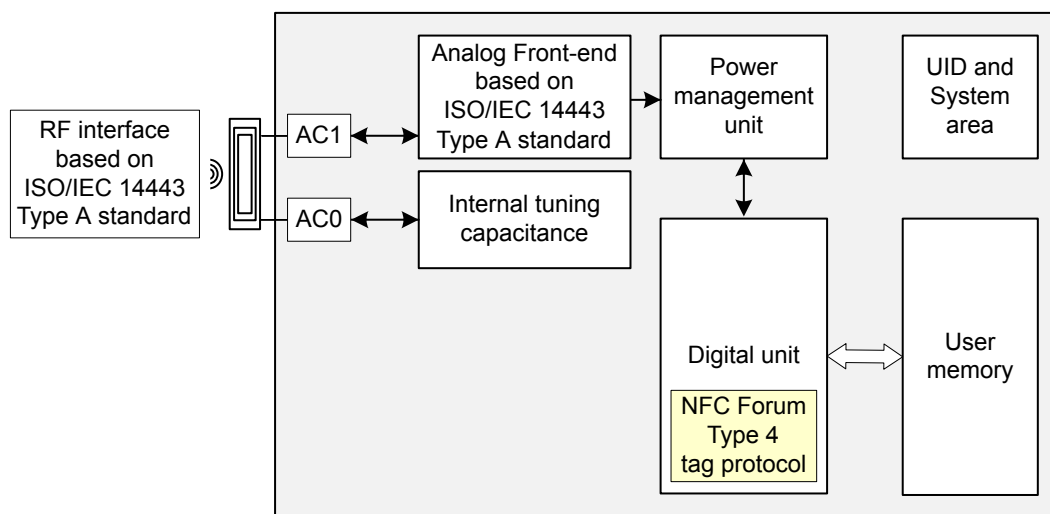 RF interface
based on
ISO/IEC 14443
Type A standard
AC1
AC0
Analog Front-end
based on
ISO/IEC 14443
Type A standard
Internal tuning
capacitance
Power
management
unit
Digital unit
NFC Forum
Type 4
tag protocol
UID and
System
area
User
memory